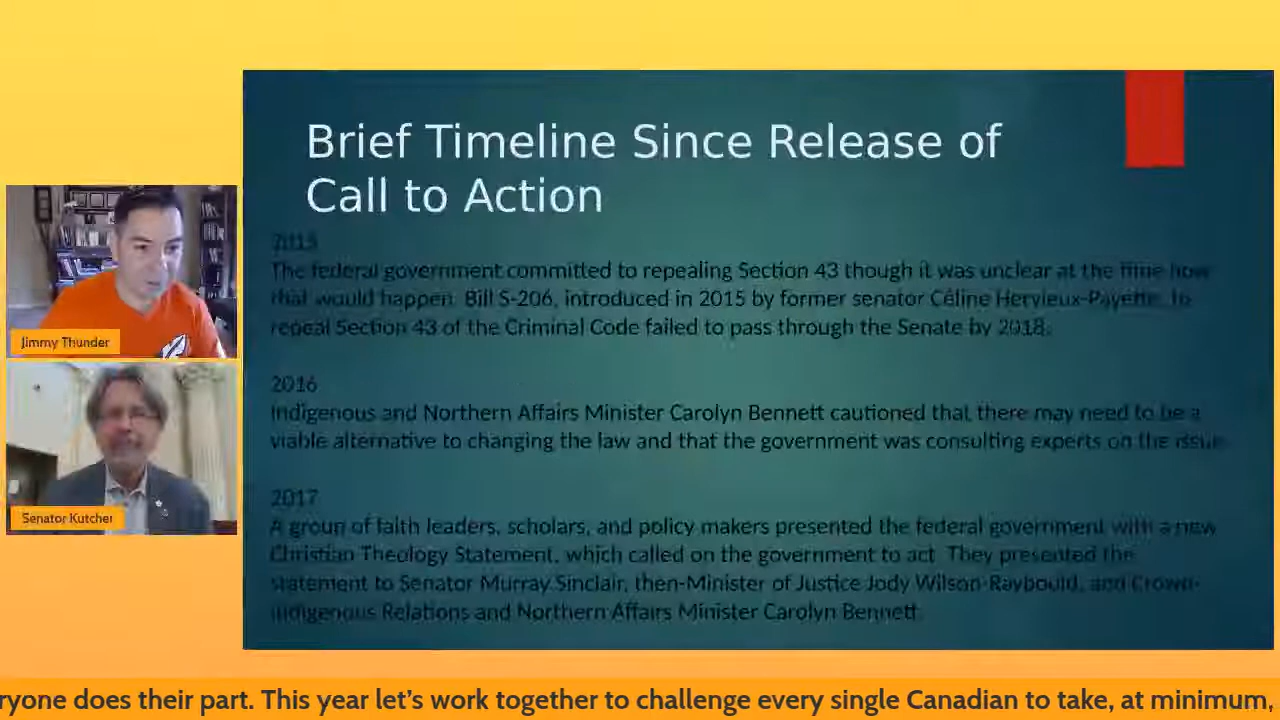 Brief Timeline Since Release of
Call to Action
2015
The federal government committed to repealing Section 43 though it was unclear at the time how
that would happen. Bill S-206, introduced in 2015 by former senator Céline Hervieux-Payette, to
repeal Section 43 of the Criminal Code failed to pass through the Senate by 2018.
2016
Indigenous and Northern Affairs Minister Carolyn Bennett cautioned that there may need to be a
viable alternative to changing the law and that the government was consulting experts on the issue.
2017
A group of faith leaders, scholars, and policy makers presented the federal government with a new
Christian Theology Statement, which called on the government to act. They presented the
statement to Senator Murray Sinclair, then-Minister of Justice Jody Wilson-Raybould, and Crown-
Indigenous Relations and Northern Affairs Minister Carolyn Bennett.
Jimmy Thunder
Senator Kutcher
ryone does their part. This year let's work together to challenge every single Canadian to take, at minimum,